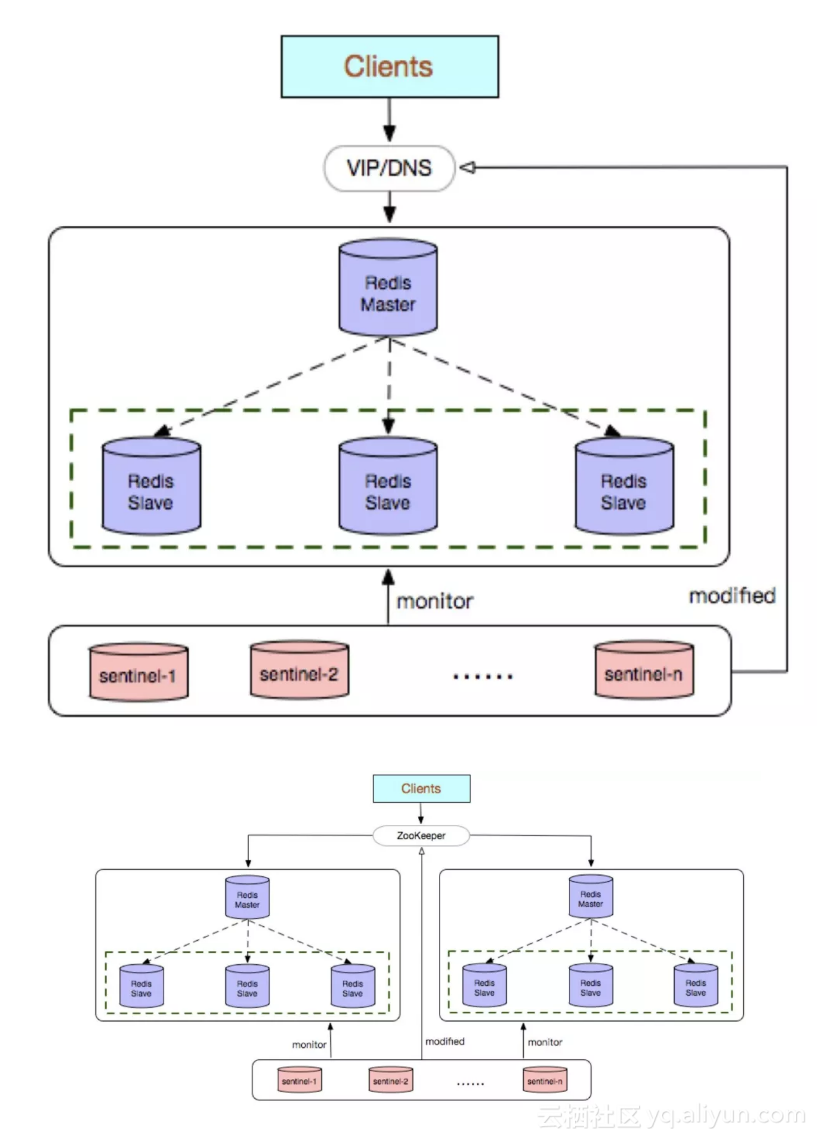 Clients
VIP/DNS
Redis
Master
Redis
Slave
Redis
Slave
Redis
Slave
monitor
modified
sentinel-1
sentinel-2
......
sentinel-n
Clients
ZooKeeper
Redis
Master
Redis
Master
Redis
Slave
Redis
Slave
Redis
Slave
Redis
Slave
Redis
Slave
Redis
Slave
monitor
modified
monitor
sentinel-1
sentinel-2
......
sentinel-n
云栖社区 yq.aliyun.com